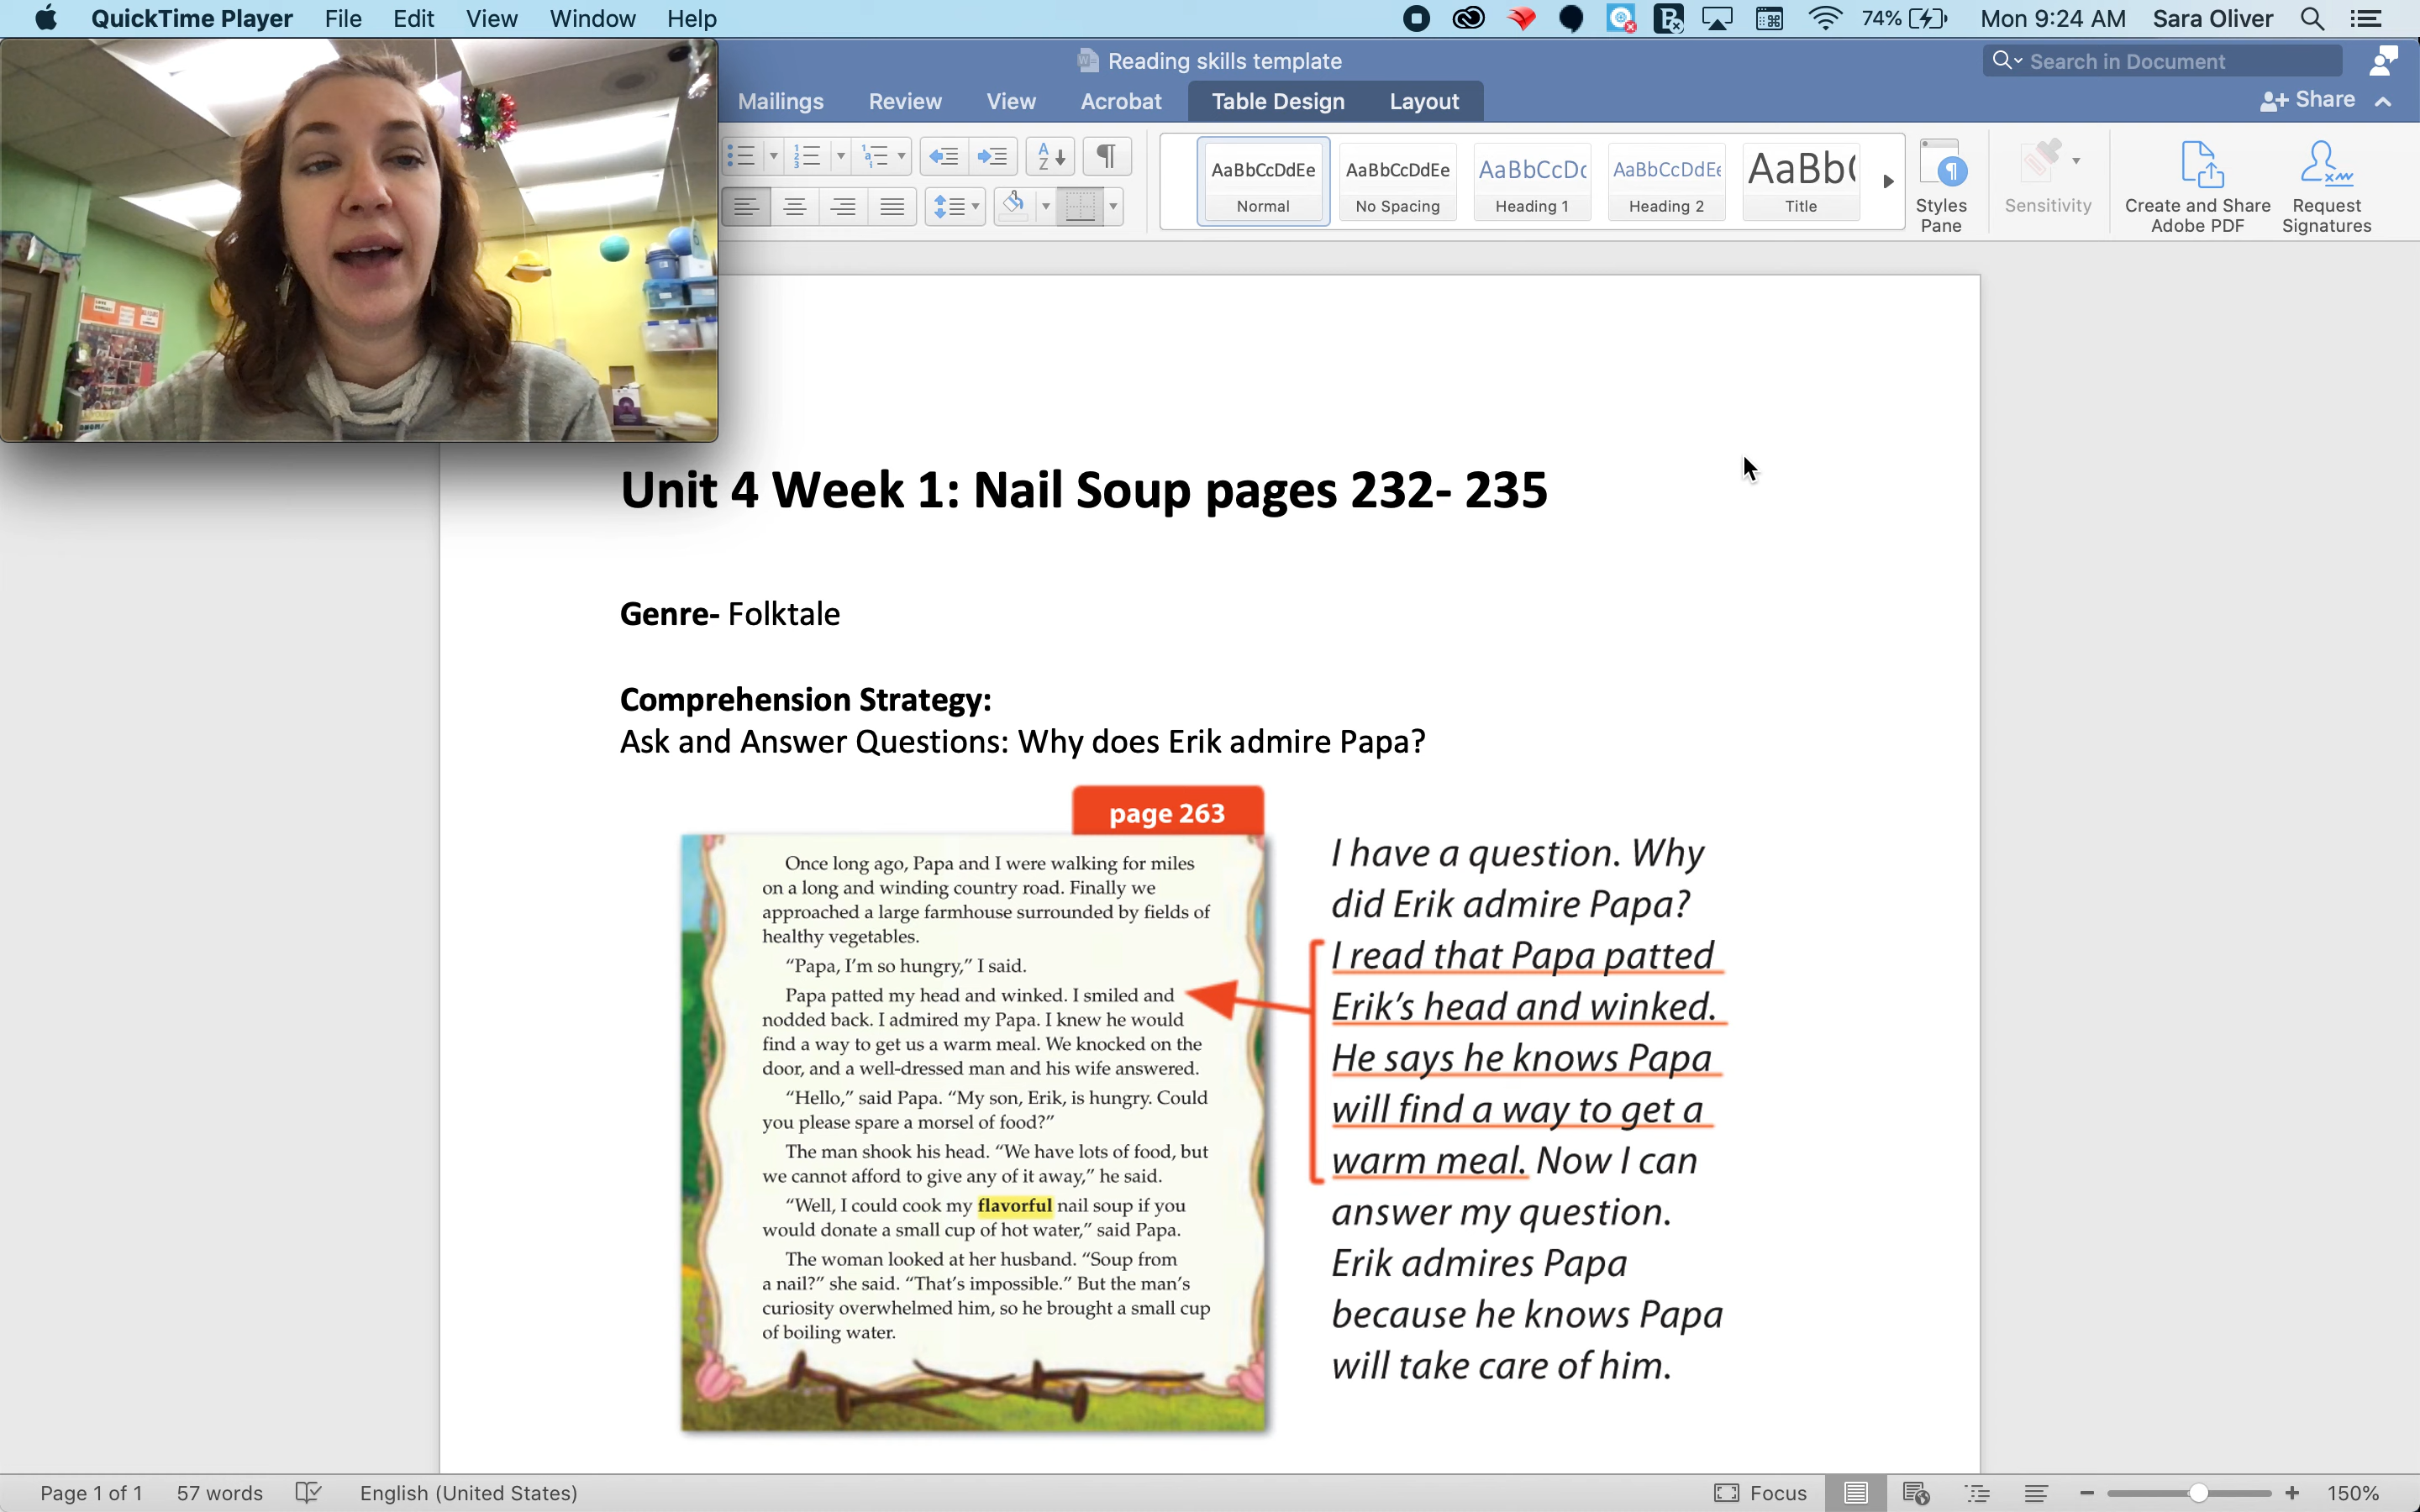 QuickTime Player File Edit View Window Help
74% Mon 9:24 AM Sara Oliver
Reading skills template
Search in Document
Mailings Review View Acrobat Table Design Layout
Share
AaBbCcDdEe AaBbCcDdEe AaBbCcDc AaBbCcDdEe AaBb(
Normal No Spacing Heading 1 Heading 2 Title
Styles Pane
Sensitivity
Create and Share Adobe PDF
Request Signatures
Unit 4 Week 1: Nail Soup pages 232- 235
Genre- Folktale
Comprehension Strategy:
Ask and Answer Questions: Why does Erik admire Papa?
page 263
Once long ago, Papa and I were walking for miles
on a long and winding country road. Finally we
approached a large farmhouse surrounded by fields of
healthy vegetables.
“Papa, I’m so hungry,” I said.
Papa patted my head and winked. I smiled and
nodded back. I admired my Papa. I knew he would
find a way to get us a warm meal. We knocked on the
door, and a well-dressed man and his wife answered.
“Hello,” said Papa. “My son, Erik, is hungry. Could
you please spare a morsel of food?”
The man shook his head. “We have lots of food, but
we cannot afford to give any of it away,” he said.
“Well, I could cook my flavorful nail soup if you
would donate a small cup of hot water,” said Papa.
The woman looked at her husband. “Soup from
a nail?” she said. “That’s impossible.” But the man’s
curiosity overwhelmed him, so he brought a small cup
of boiling water.
I have a question. Why
did Erik admire Papa?
I read that Papa patted
Erik’s head and winked.
He says he knows Papa
will find a way to get a
warm meal. Now I can
answer my question.
Erik admires Papa
because he knows Papa
will take care of him.
Page 1 of 1 57 words English (United States) Focus 150%